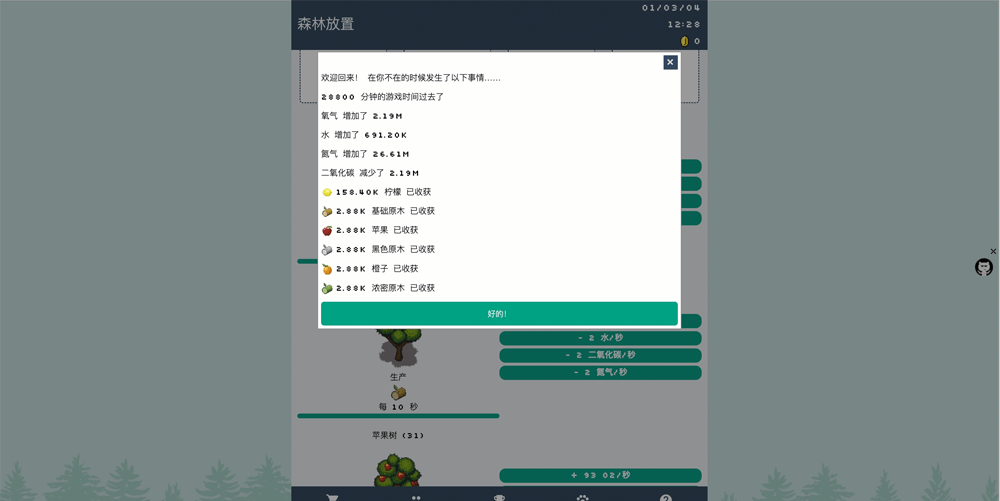 森林放置
01/03/04
12:28
0
欢迎回来！ 在你不在的时候发生了以下事情……
28800 分钟的游戏时间过去了
氧气 增加了 2.19M
水 增加了 691.20K
氮气 增加了 26.61M
二氧化碳 减少了 2.19M
158.40K 柠檬 已收获
2.88K 基础原木 已收获
2.88K 苹果 已收获
2.88K 黑色原木 已收获
2.88K 橙子 已收获
2.88K 浓密原木 已收获
好的！
- 2 水/秒
- 2 二氧化碳/秒
- 2 氮气/秒
生产
每 10 秒
苹果树 (31)
+ 93 O2/秒